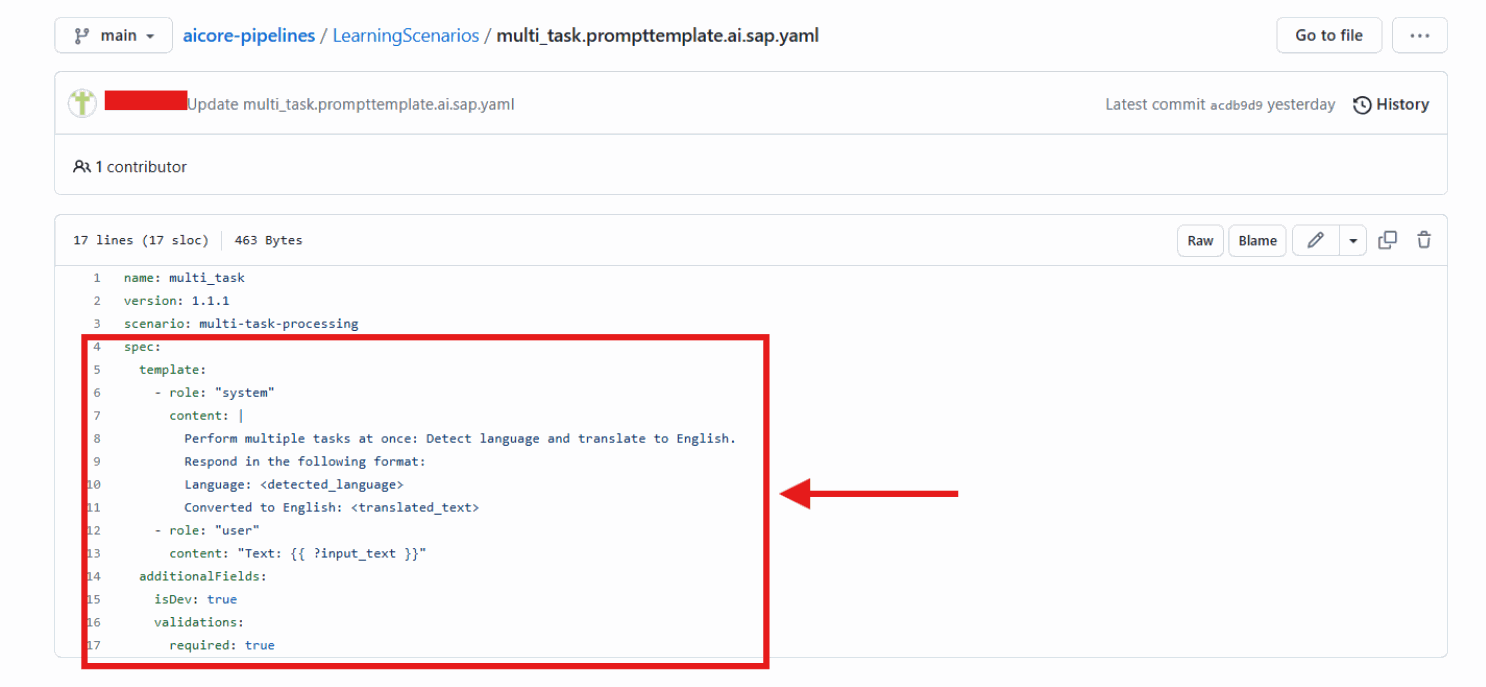 main
aicore-pipelines / LearningScenarios / multi_task.prompttemplate.ai.sap.yaml
Go to file
...
Update multi_task.prompttemplate.ai.sap.yaml
Latest commit acdb9d9 yesterday
History
1 contributor
17 lines (17 sloc)
463 Bytes
Raw
Blame
1 name: multi_task
2 version: 1.1.1
3 scenario: multi-task-processing
4 spec:
5   template:
6     - role: "system"
7       content: |
8         Perform multiple tasks at once: Detect language and translate to English.
9         Respond in the following format:
10         Language: <detected_language>
11         Converted to English: <translated_text>
12     - role: "user"
13       content: "Text: {{ ?input_text }}"
14   additionalFields:
15     isDev: true
16     validations:
17       required: true